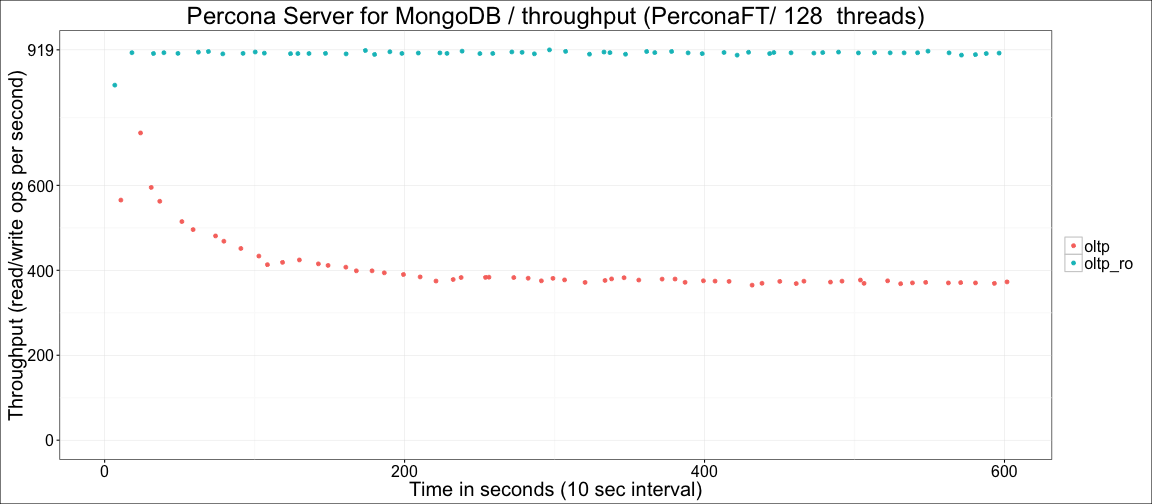 Percona Server for MongoDB / throughput (PerconaFT/ 128  threads)
Throughput (read/write ops per second)
919
600
400
200
0
0 200 400 600
Time in seconds (10 sec interval)
oltp
oltp_ro